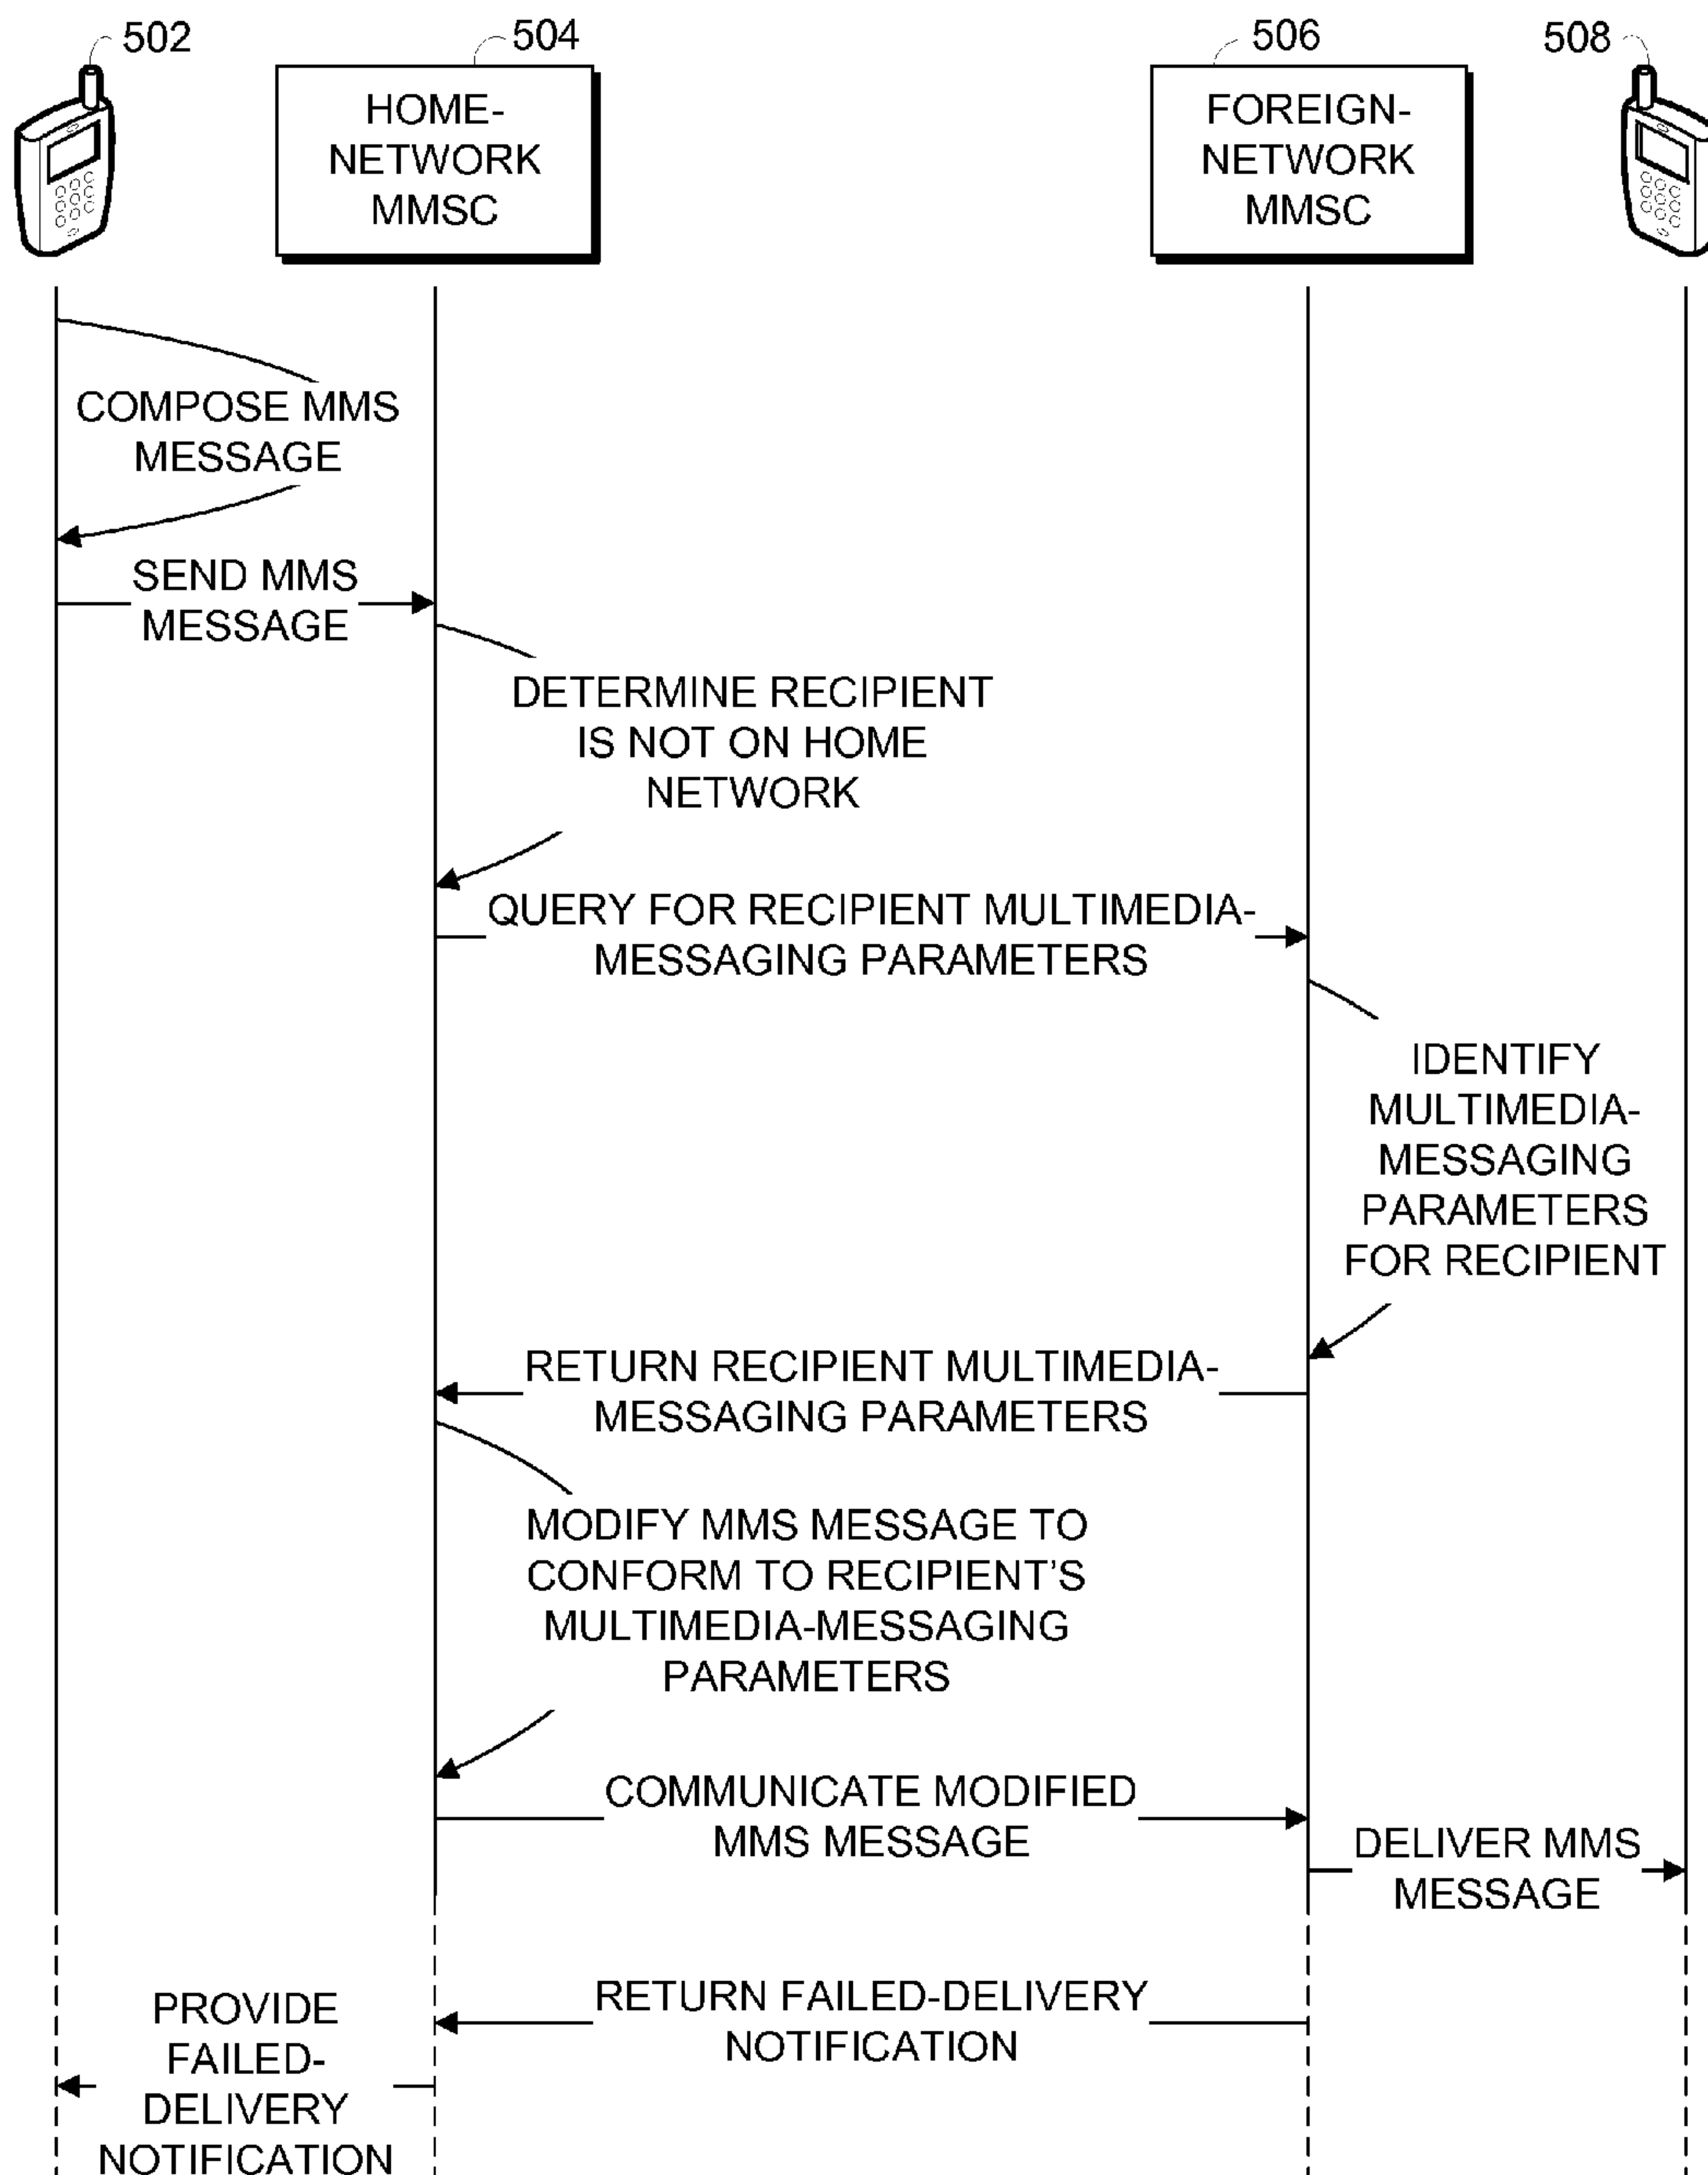 502
504
506
508
HOME-
NETWORK
MMSC
FOREIGN-
NETWORK
MMSC
COMPOSE MMS
MESSAGE
SEND MMS
MESSAGE
DETERMINE RECIPIENT
IS NOT ON HOME
NETWORK
QUERY FOR RECIPIENT MULTIMEDIA-
MESSAGING PARAMETERS
IDENTIFY
MULTIMEDIA-
MESSAGING
PARAMETERS
FOR RECIPIENT
RETURN RECIPIENT MULTIMEDIA-
MESSAGING PARAMETERS
MODIFY MMS MESSAGE TO
CONFORM TO RECIPIENT'S
MULTIMEDIA-MESSAGING
PARAMETERS
COMMUNICATE MODIFIED
MMS MESSAGE
DELIVER MMS
MESSAGE
RETURN FAILED-DELIVERY
NOTIFICATION
PROVIDE
FAILED-
DELIVERY
NOTIFICATION